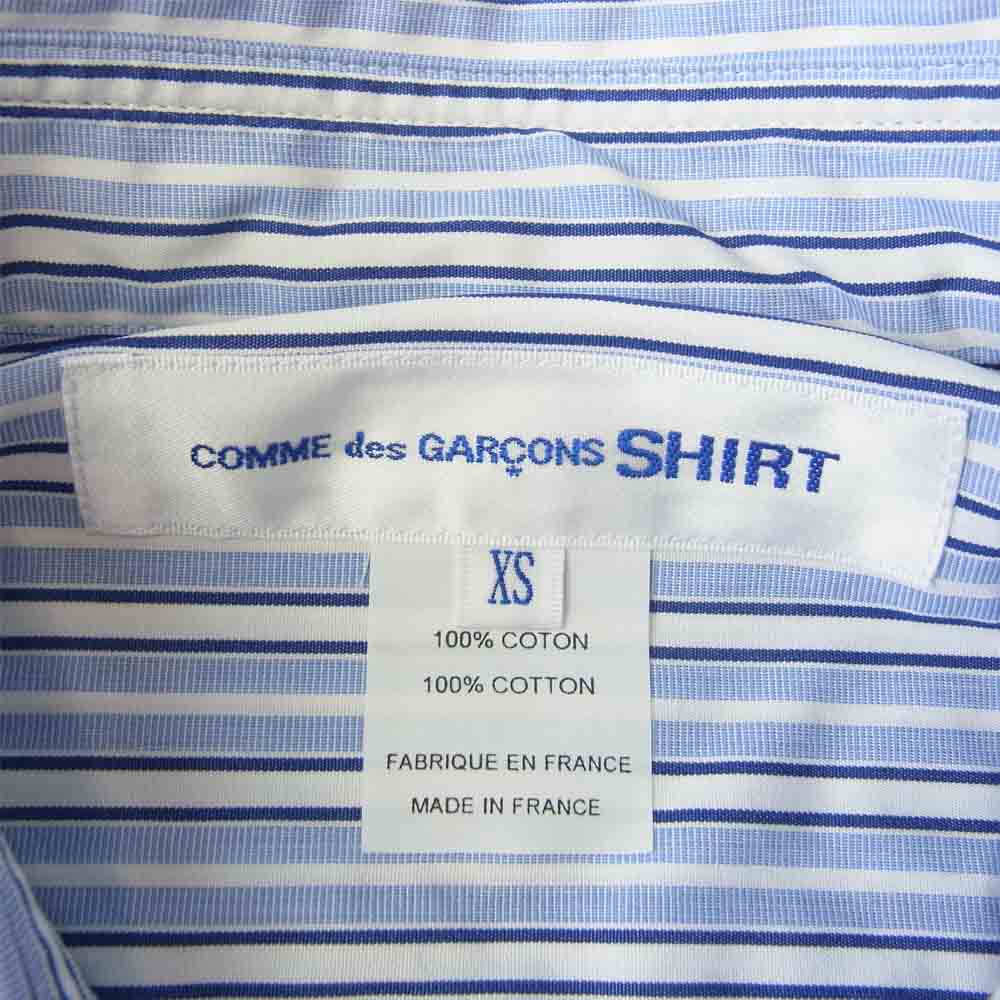 COMME des GARÇONS SHIRT
XS
100% COTON
100% COTTON
FABRIQUE EN FRANCE
MADE IN FRANCE